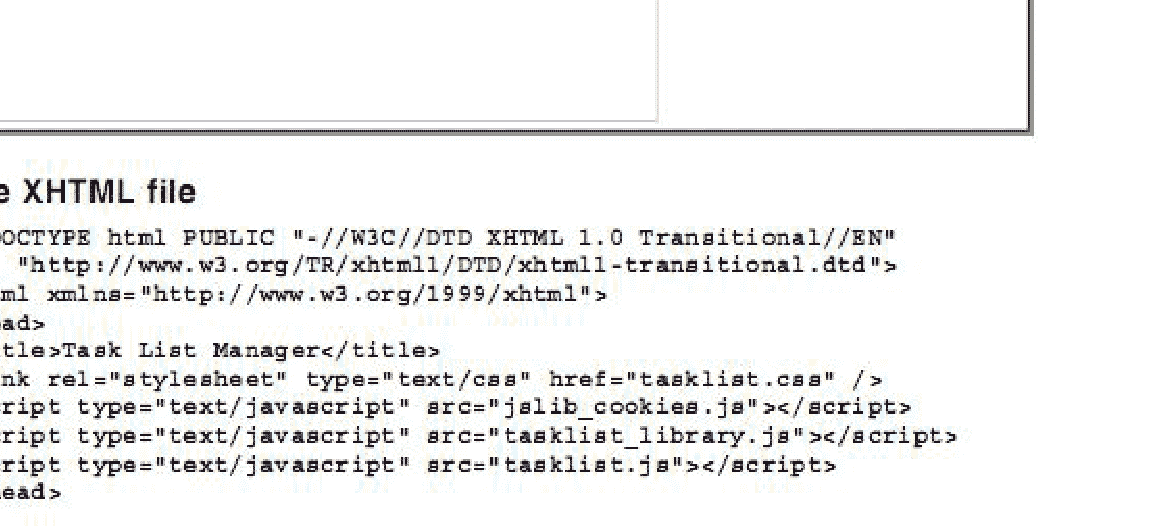 e XHTML file
OCTYPE html PUBLIC "-//W3C//DTD XHTML 1.0 Transitional//EN"
"http://www.w3.org/TR/xhtml1/DTD/xhtml1-transitional.dtd">
ml xmlns="http://www.w3.org/1999/xhtml">
ead>
tle>Task List Manager</title>
nk rel="stylesheet" type="text/css" href="tasklist.css" />
ript type="text/javascript" src="jslib_cookies.js"></script>
ript type="text/javascript" src="tasklist_library.js"></script>
ript type="text/javascript" src="tasklist.js"></script>
ead>